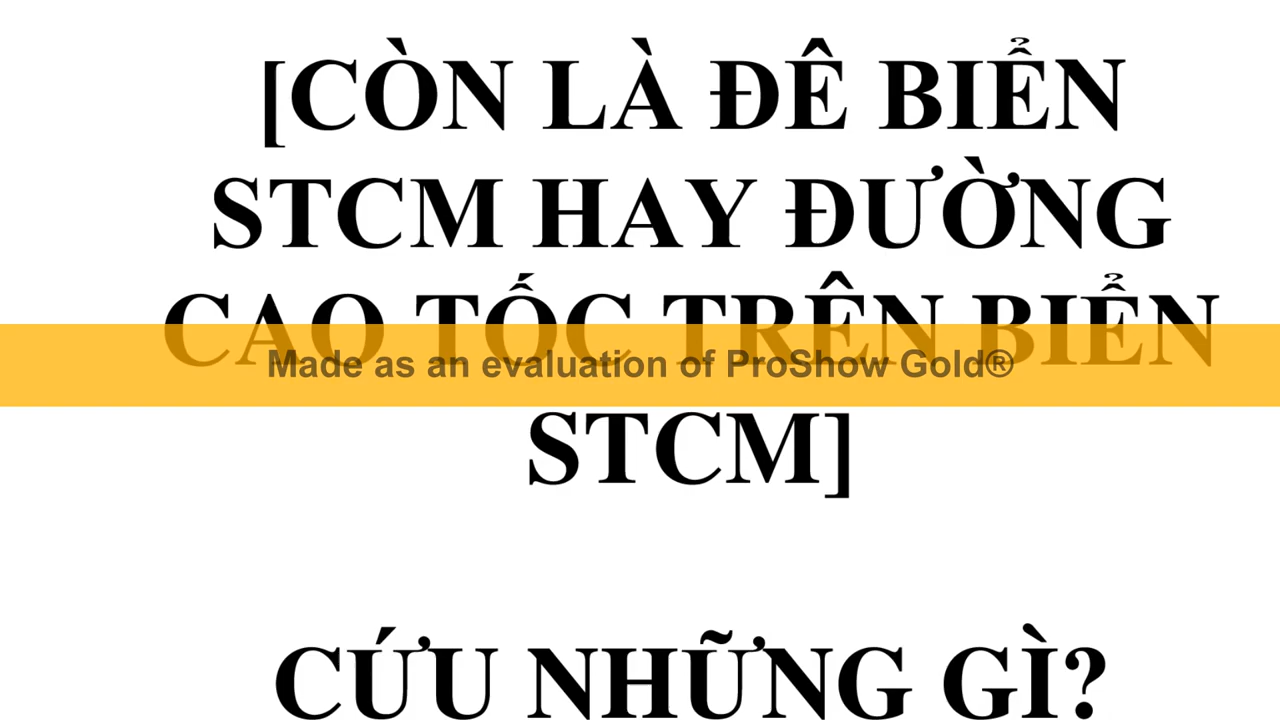 [CÒN LÀ ĐÊ BIỂN
STCM HAY ĐƯỜNG
CAO TỐC TRÊN BIỂN
Made as an evaluation of ProShow Gold®
STCM]
CỨU NHỮNG GÌ?